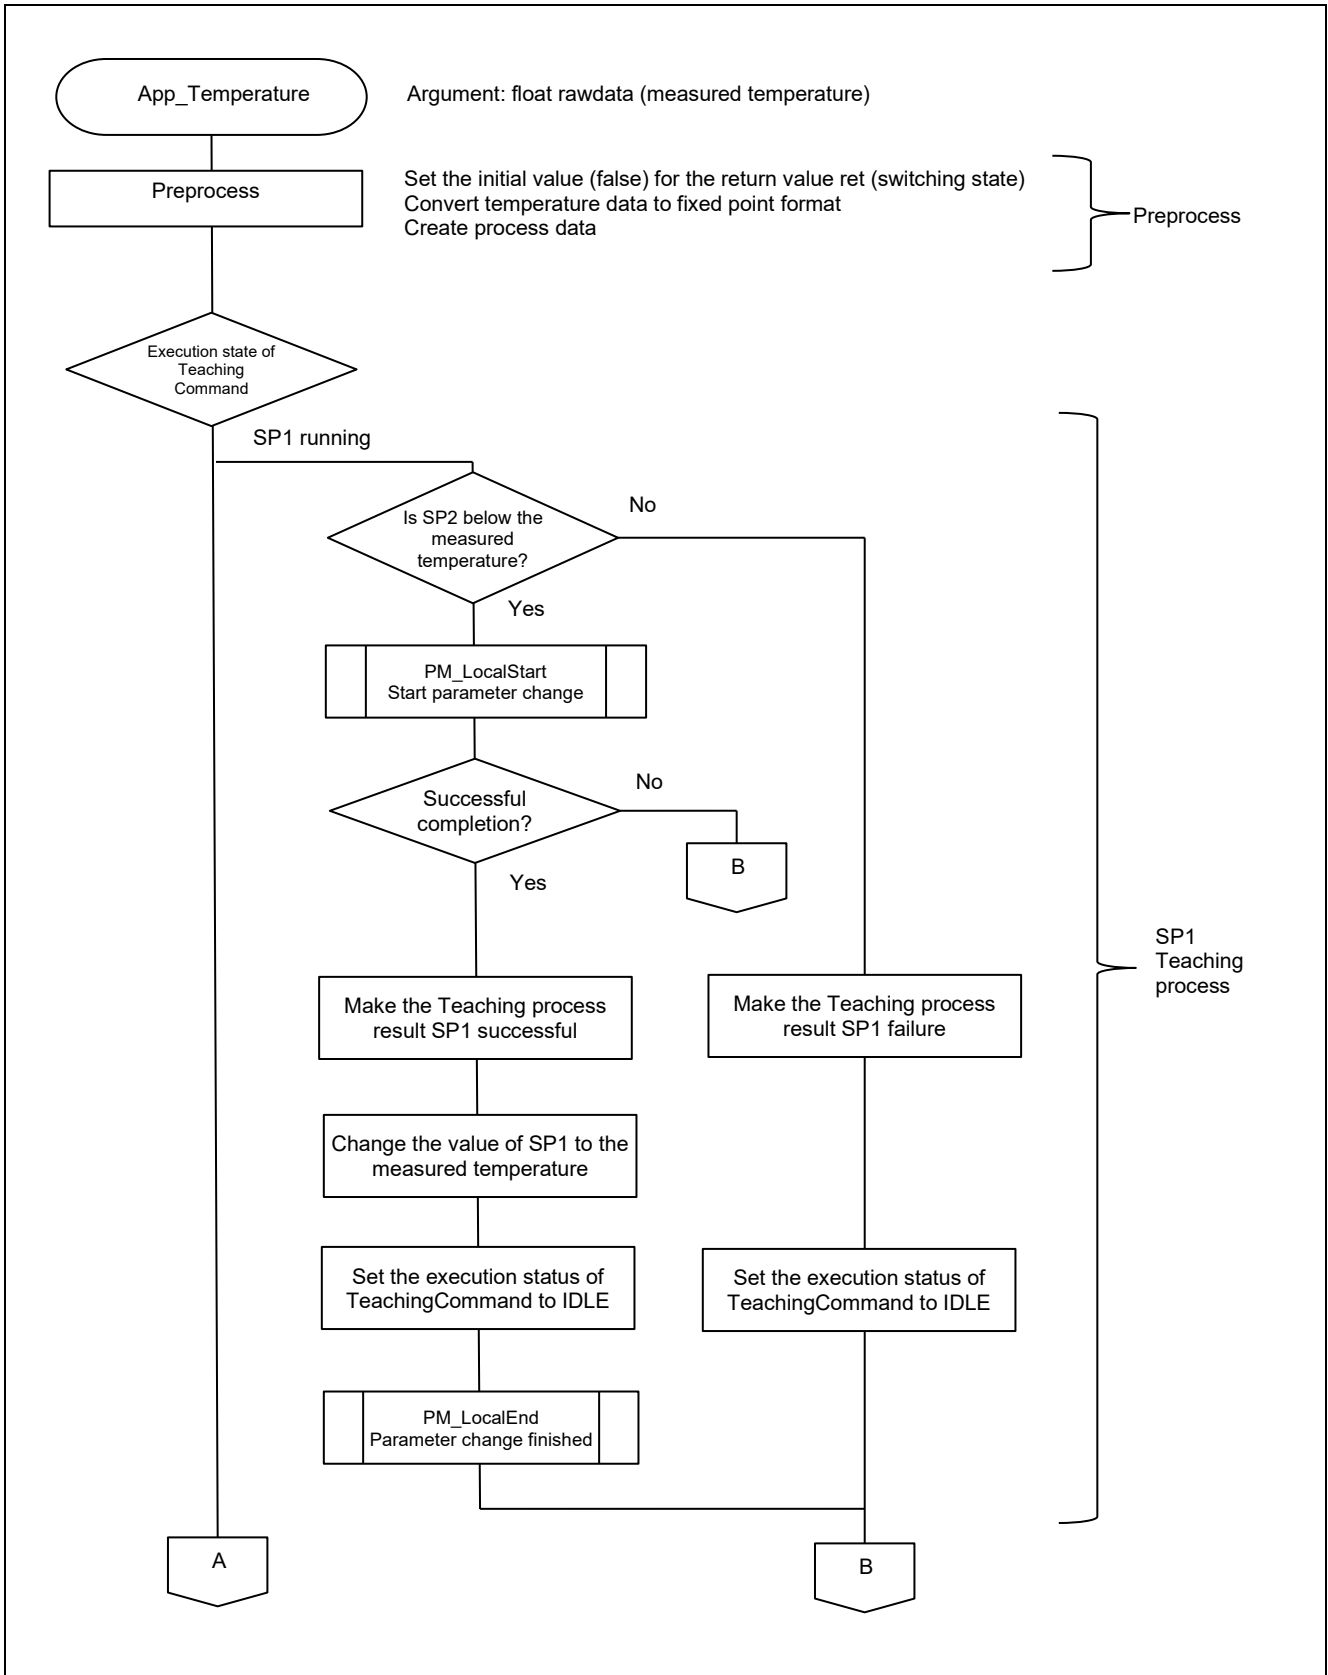 App_Temperature
Argument: float rawdata (measured temperature)
Preprocess
Set the initial value (false) for the return value ret (switching state)
Convert temperature data to fixed point format
Create process data
Preprocess
Execution state of
Teaching
Command
SP1 running
Is SP2 below the
measured
temperature?
No
Yes
PM_LocalStart
Start parameter change
Successful
completion?
No
B
Yes
SP1
Teaching
process
Make the Teaching process
result SP1 successful
Make the Teaching process
result SP1 failure
Change the value of SP1 to the
measured temperature
Set the execution status of
TeachingCommand to IDLE
Set the execution status of
TeachingCommand to IDLE
PM_LocalEnd
Parameter change finished
A
B